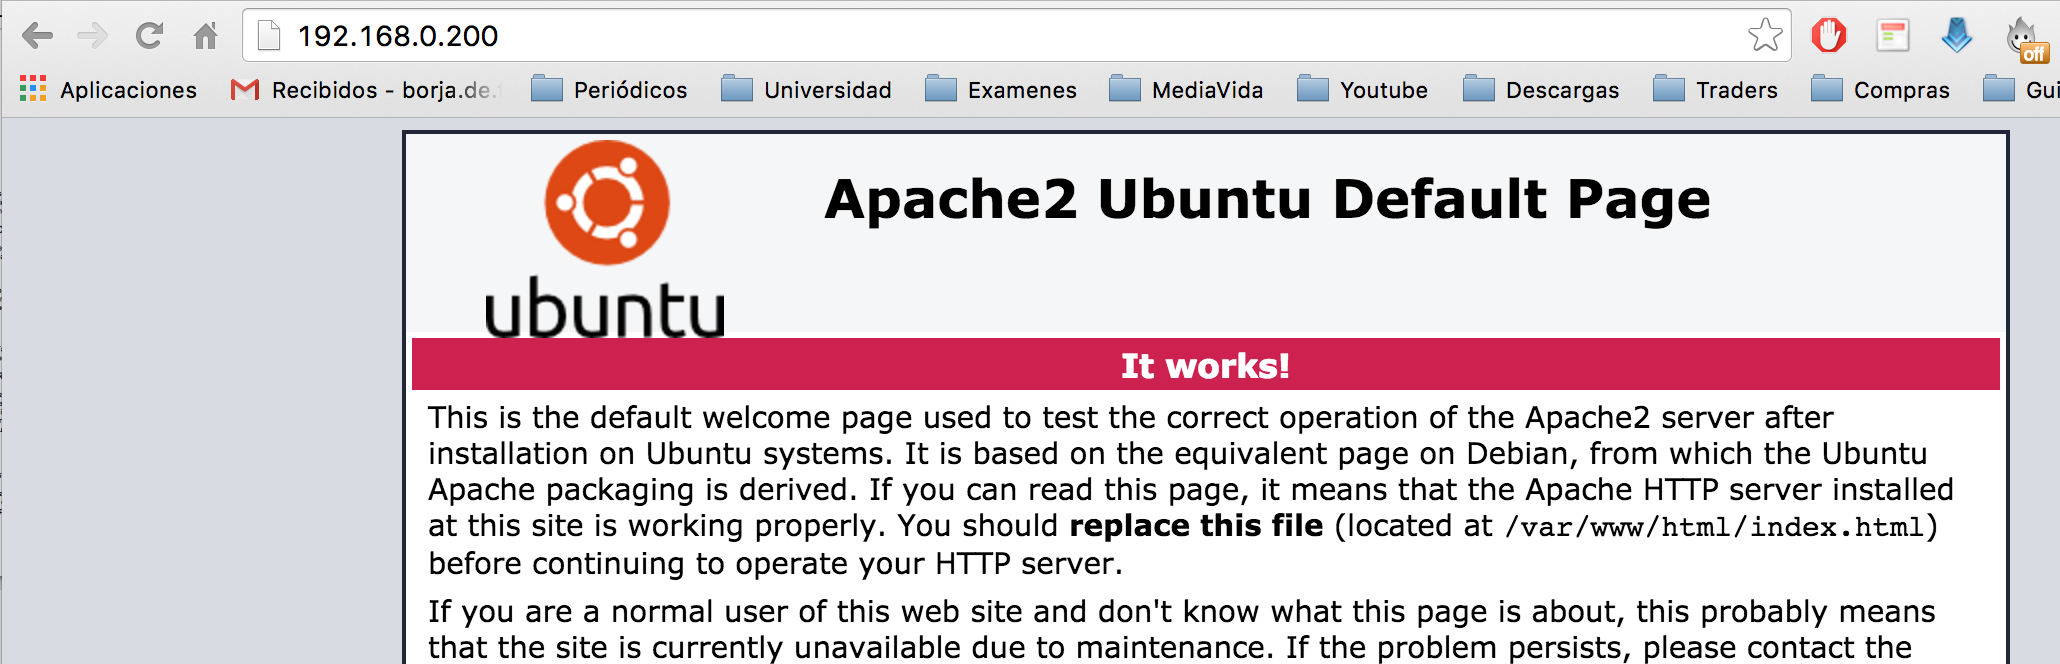 192.168.0.200
off
Aplicaciones Recibidos - borja.de. Periódicos Universidad Examenes MediaVida Youtube Descargas Traders Compras Gui
ubuntu
Apache2 Ubuntu Default Page
It works!
This is the default welcome page used to test the correct operation of the Apache2 server after
installation on Ubuntu systems. It is based on the equivalent page on Debian, from which the Ubuntu
Apache packaging is derived. If you can read this page, it means that the Apache HTTP server installed
at this site is working properly. You should replace this file (located at /var/www/html/index.html)
before continuing to operate your HTTP server.
If you are a normal user of this web site and don't know what this page is about, this probably means
that the site is currently unavailable due to maintenance. If the problem persists, please contact the